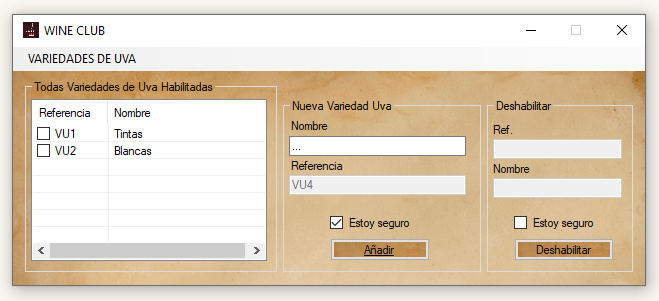 WINE CLUB
VARIEDADES DE UVA
Todas Variedades de Uva Habilitadas
Referencia Nombre
VU1 Tintas
VU2 Blancas
Nueva Variedad Uva
Nombre
...
Referencia
VU4
Estoy seguro
Añadir
Deshabilitar
Ref.
Nombre
Estoy seguro
Deshabilitar